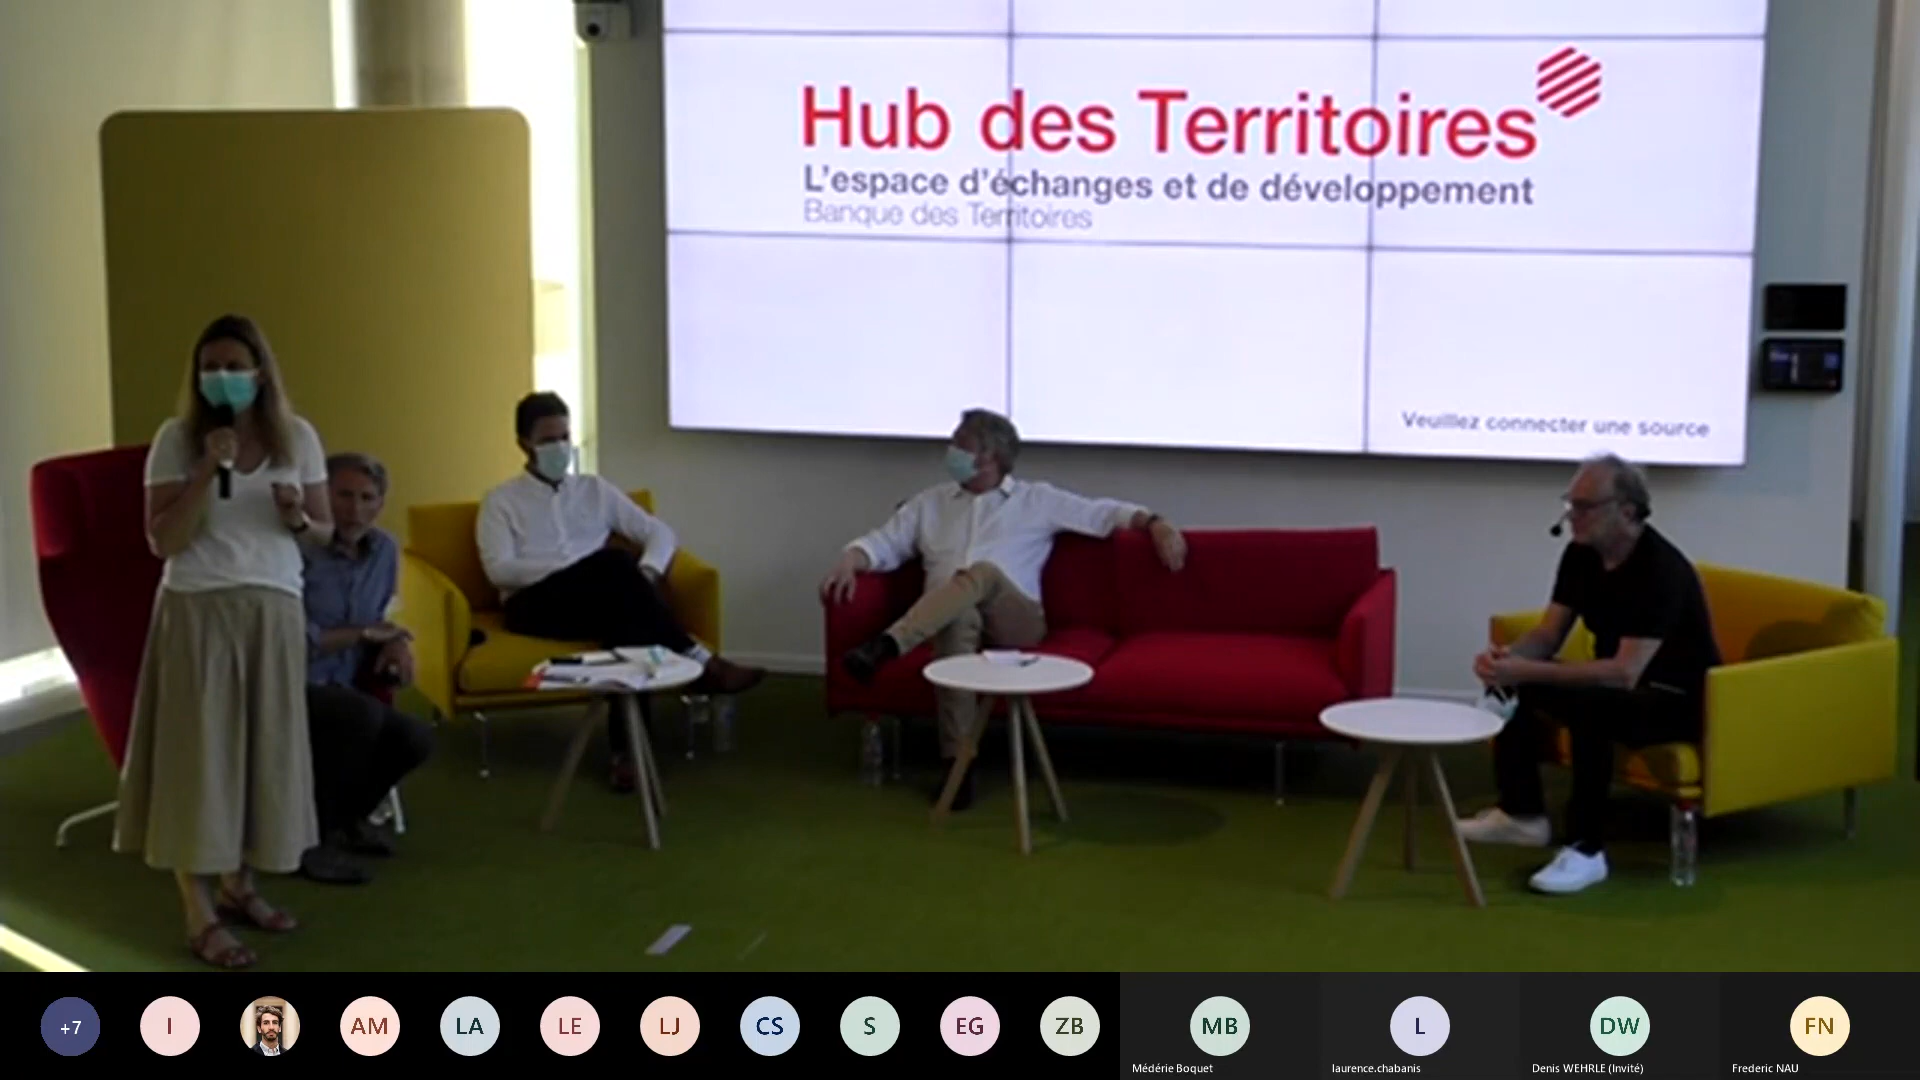 Hub des Territoires
L'espace d'échanges et de développement
Banque des Territoires
Veuillez connecter une source
+7
I
AM
LA
LE
LJ
CS
S
EG
ZB
MB
L
DW
FN
Médérie Boquet
laurence.chabanis
Denis WEHRLE (Invité)
Frederic NAU